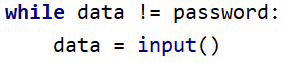 while data != password:
    data = input()